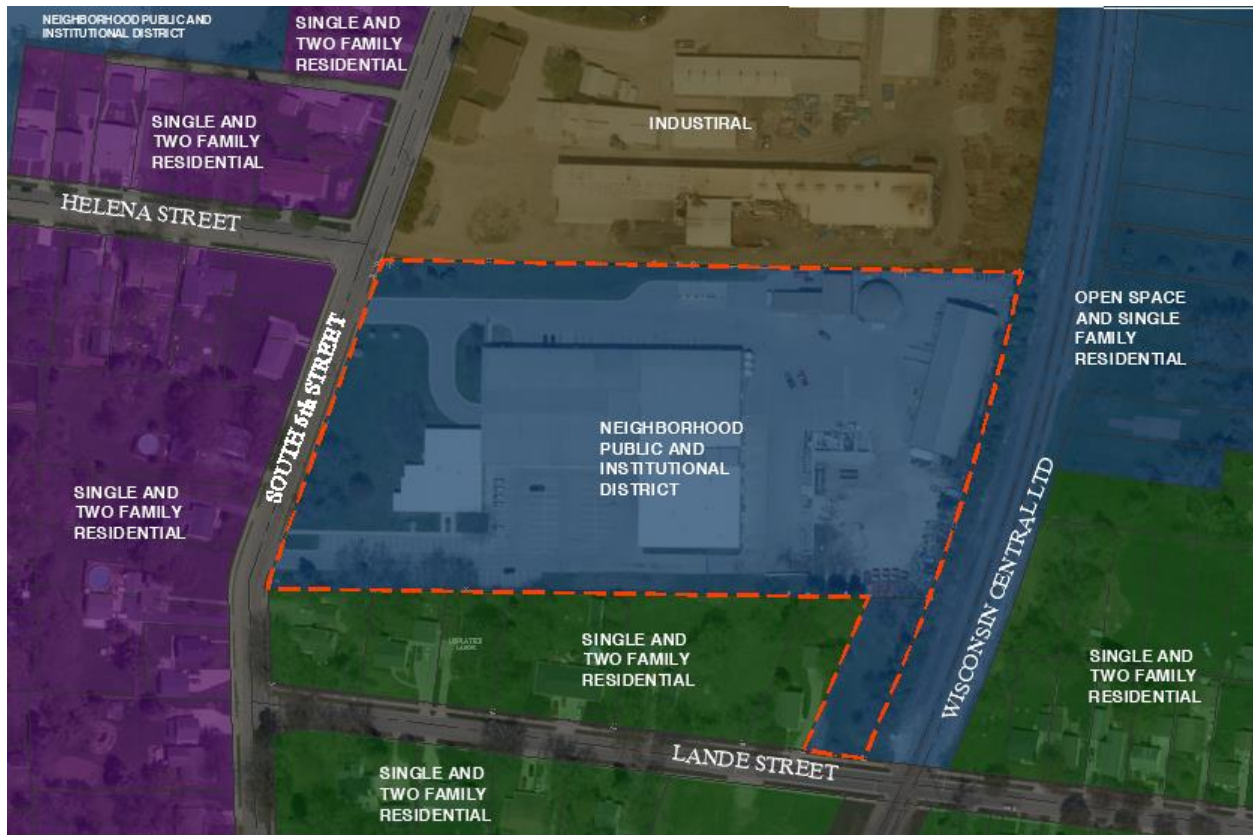 NEIGHBORHOOD PUBLIC AND
INSTITUTIONAL DISTRICT
SINGLE AND
TWO FAMILY
RESIDENTIAL
SINGLE AND
TWO FAMILY
RESIDENTIAL
INDUSTIRAL
HELENA STREET
OPEN SPACE
AND SINGLE
FAMILY
RESIDENTIAL
SOUTH 5th STREET
NEIGHBORHOOD
PUBLIC AND
INSTITUTIONAL
DISTRICT
SINGLE AND
TWO FAMILY
RESIDENTIAL
WISCONSIN CENTRAL LTD
SINGLE AND
TWO FAMILY
RESIDENTIAL
SINGLE AND
TWO FAMILY
RESIDENTIAL
LANDE STREET
SINGLE AND
TWO FAMILY
RESIDENTIAL